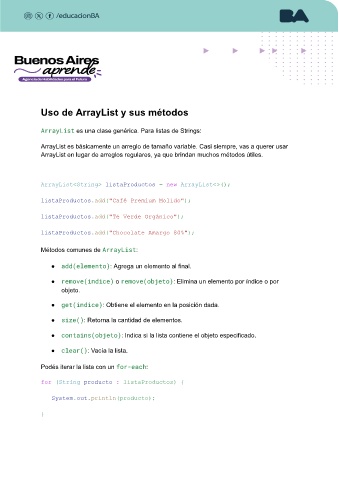 /educacionBA
BA
Buenos Aires
aprende
Agencia de Habilidades para el Futuro
Uso de ArrayList y sus métodos
ArrayList es una clase genérica. Para listas de Strings:
ArrayList es básicamente un arreglo de tamaño variable. Casi siempre, vas a querer usar
ArrayList en lugar de arreglos regulares, ya que brindan muchos métodos útiles.
ArrayList<String> listaProductos = new ArrayList<>();
listaProductos.add("Café Premium Molido");
listaProductos.add("Té Verde Orgánico");
listaProductos.add("Chocolate Amargo 80%");
Métodos comunes de ArrayList:
● add(elemento): Agrega un elemento al final.
● remove(índice) o remove(objeto): Elimina un elemento por índice o por
objeto.
● get(índice): Obtiene el elemento en la posición dada.
● size(): Retorna la cantidad de elementos.
● contains(objeto): Indica si la lista contiene el objeto especificado.
● clear(): Vacía la lista.
Podés iterar la lista con un for-each:
for (String producto : listaProductos) {
System.out.println(producto);
}